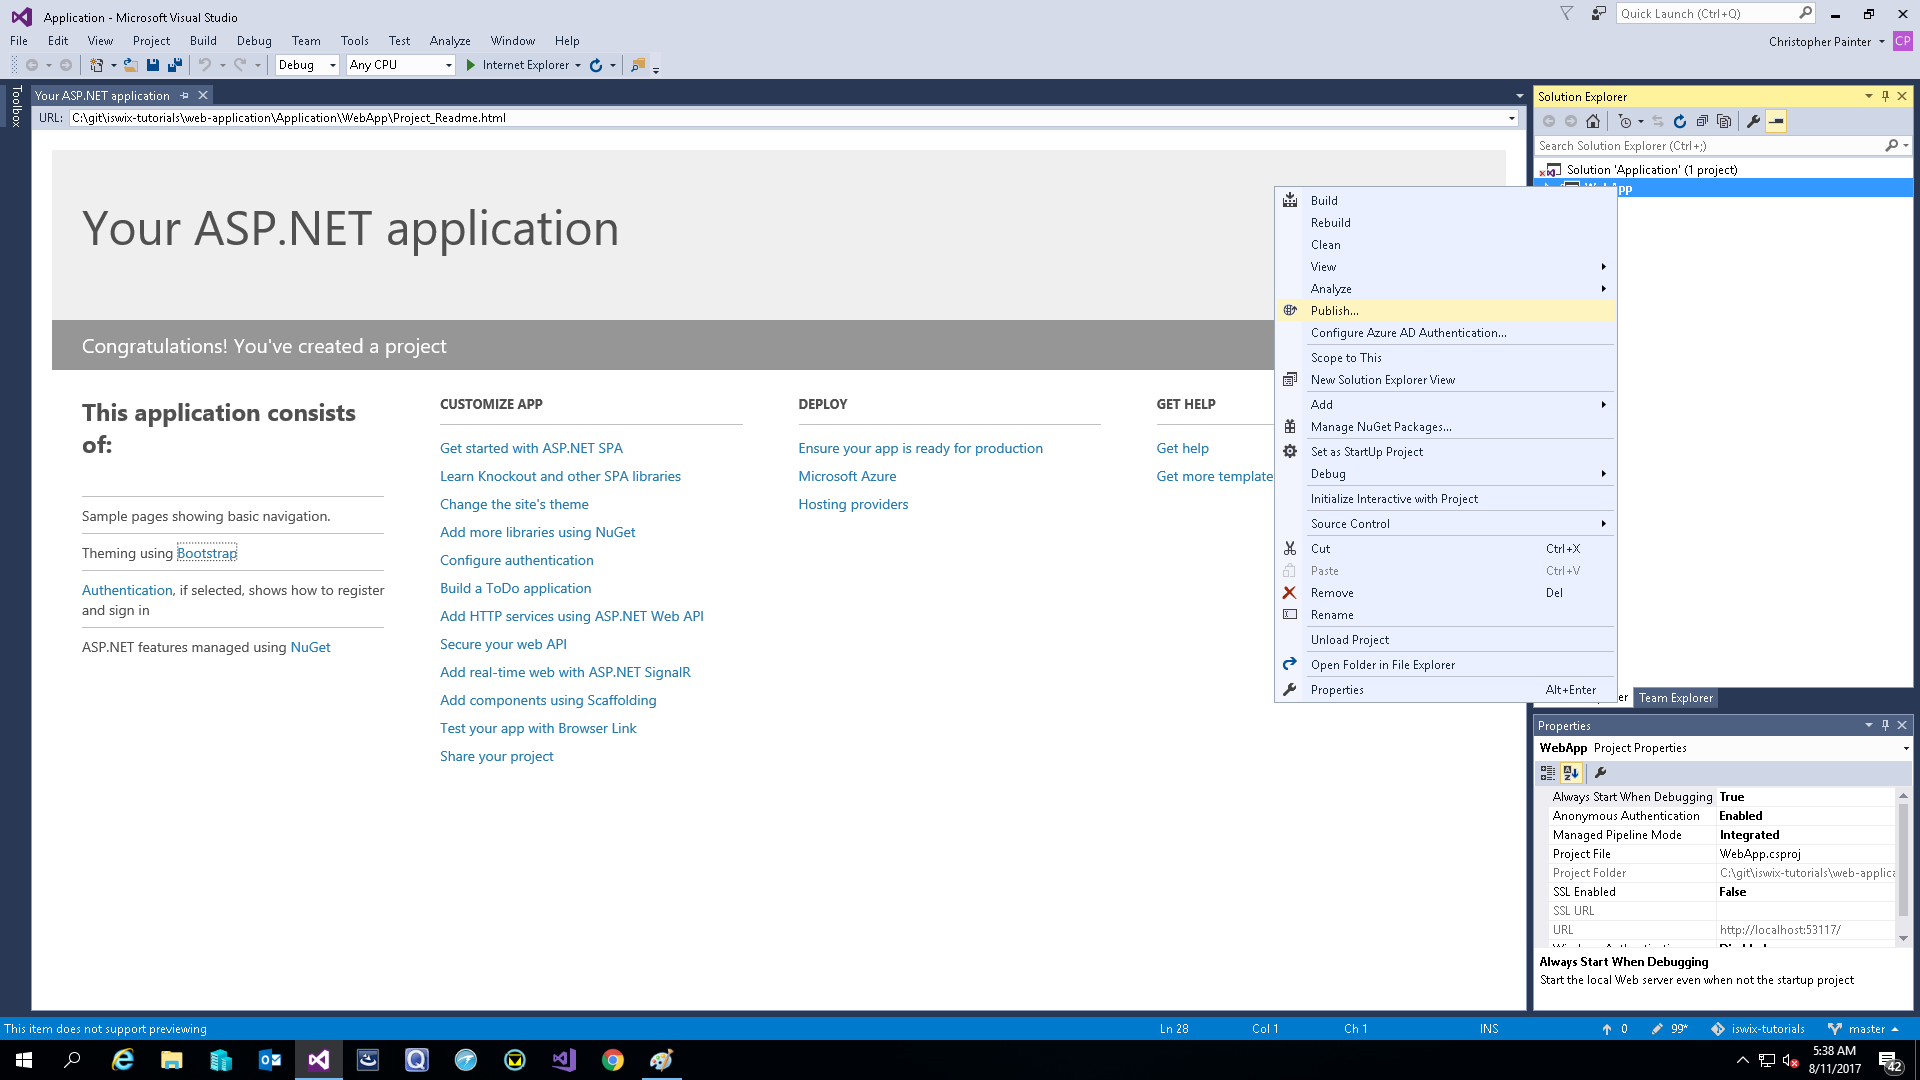 Application - Microsoft Visual Studio
Quick Launch (Ctrl+Q)
File Edit View Project Build Debug Team Tools Test Analyze Window Help
Christopher Painter CP
Debug Any CPU Internet Explorer
Toolbox
Your ASP.NET application
URL: C:\git\iswix-tutorials\web-application\Application\WebApp\Project_Readme.html
Your ASP.NET application
Congratulations! You've created a project
This application consists
of:
Sample pages showing basic navigation.
Theming using Bootstrap
Authentication, if selected, shows how to register
and sign in
ASP.NET features managed using NuGet
CUSTOMIZE APP
Get started with ASP.NET SPA
Learn Knockout and other SPA libraries
Change the site's theme
Add more libraries using NuGet
Configure authentication
Build a ToDo application
Add HTTP services using ASP.NET Web API
Secure your web API
Add real-time web with ASP.NET SignalR
Add components using Scaffolding
Test your app with Browser Link
Share your project
DEPLOY
Ensure your app is ready for production
Microsoft Azure
Hosting providers
GET HELP
Get help
Get more template
Build
Rebuild
Clean
View
Analyze
Publish...
Configure Azure AD Authentication...
Scope to This
New Solution Explorer View
Add
Manage NuGet Packages...
Set as StartUp Project
Debug
Initialize Interactive with Project
Source Control
Cut Ctrl+X
Paste Ctrl+V
Remove Del
Rename
Unload Project
Open Folder in File Explorer
Properties Alt+Enter
Solution Explorer
Search Solution Explorer (Ctrl+;)
Solution 'Application' (1 project)
WebApp
Team Explorer
Properties
WebApp Project Properties
Always Start When Debugging True
Anonymous Authentication Enabled
Managed Pipeline Mode Integrated
Project File WebApp.csproj
Project Folder C:\git\iswix-tutorials\web-applica
SSL Enabled False
SSL URL
URL http://localhost:53117/
Always Start When Debugging
Start the local Web server even when not the startup project
This item does not support previewing
Ln 28 Col 1 Ch 1 INS
0 99* iswix-tutorials master
5:38 AM
8/11/2017
42